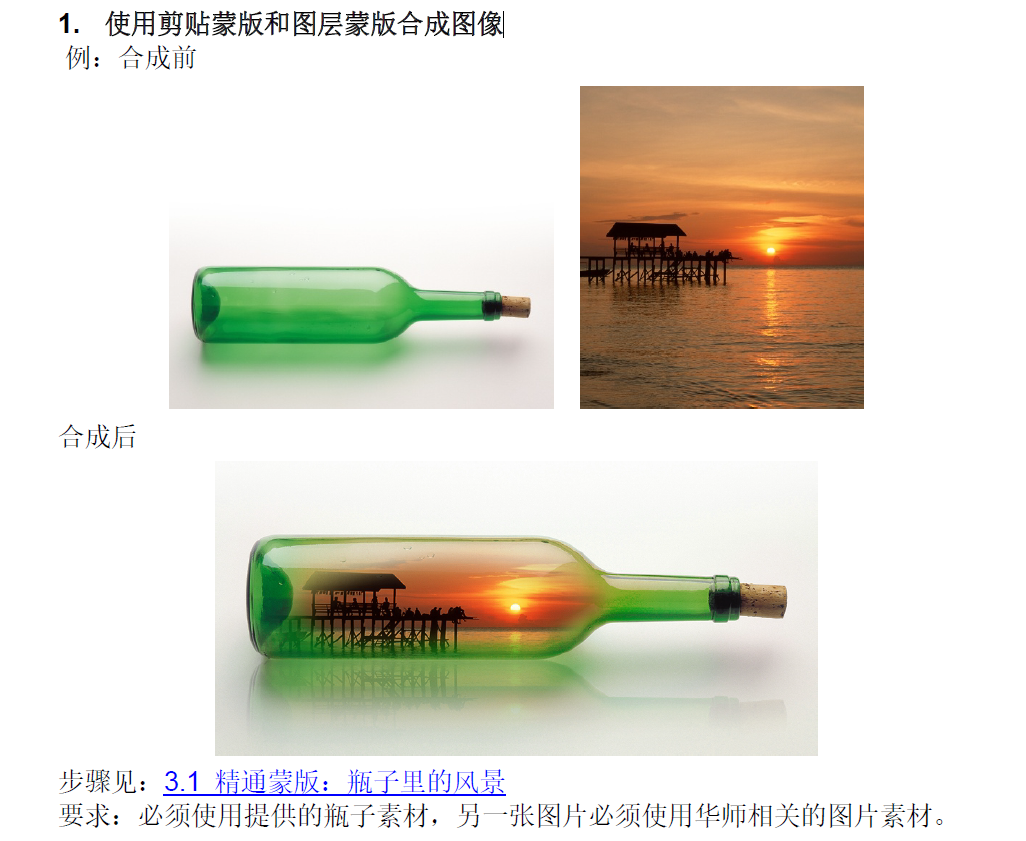 1. 使用剪贴蒙版和图层蒙版合成图像
例：合成前
合成后
步骤见：3.1 精通蒙版：瓶子里的风景
要求：必须使用提供的瓶子素材，另一张图片必须使用华师相关的图片素材。